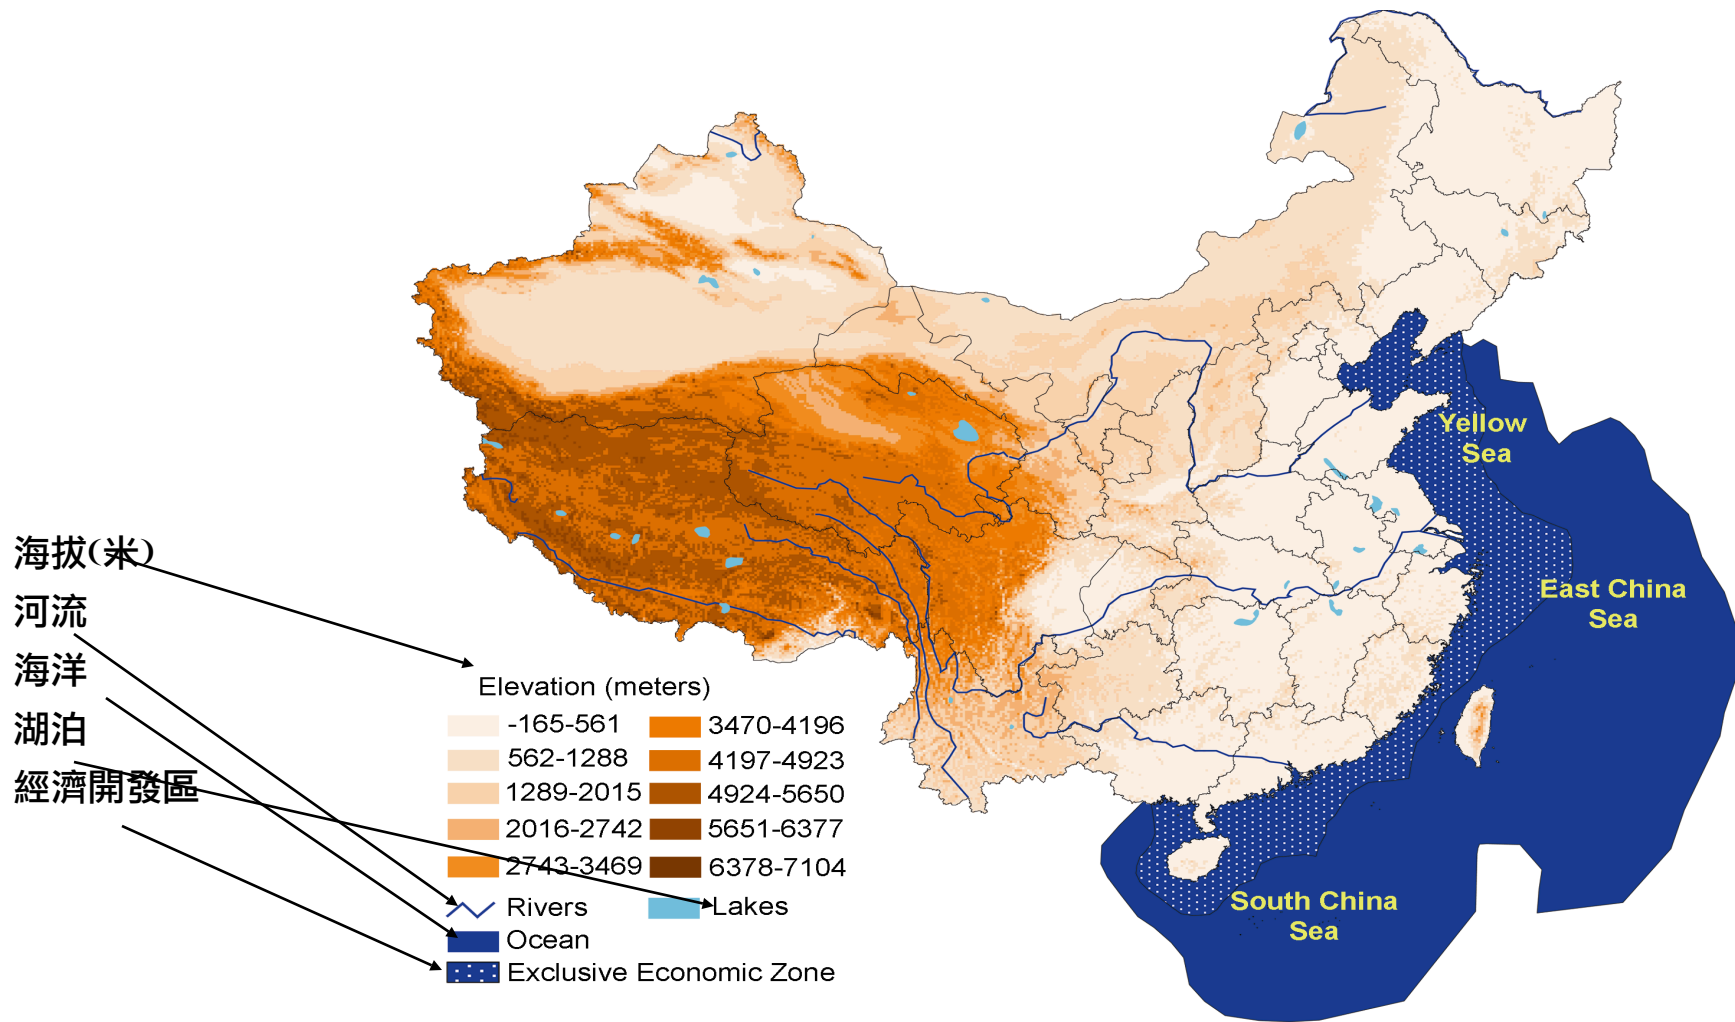 海拔(米)
河流
海洋
湖泊
經濟開發區
Elevation (meters)
-165-561
562-1288
1289-2015
2016-2742
2743-3469
3470-4196
4197-4923
4924-5650
5651-6377
6378-7104
Rivers
Lakes
Ocean
Exclusive Economic Zone
Yellow
Sea
East China
Sea
South China
Sea